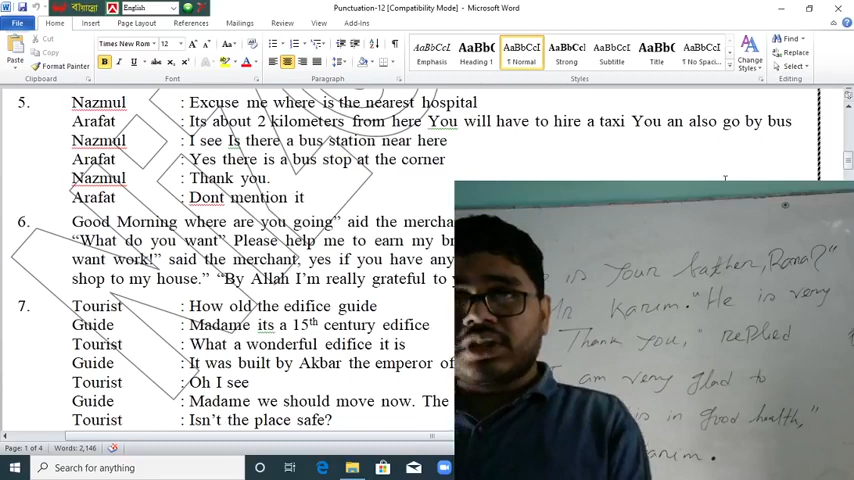 Punctuation-12 [Compatibility Mode] - Microsoft Word
English
File Home Insert Page Layout References Mailings Review View Add-Ins
Cut
Copy
Paste
Format Painter
Clipboard
Times New Rom 12
Font
Paragraph
AaBbCcI AaBbC AaBbCcI AaBbCcI AaBbCcI AaBbC AaBbCcI
Emphasis Heading 1 ¶ Normal Strong Subtitle Title ¶ No Spaci...
Change Styles
Styles
Find
Replace
Select
Editing
5. Nazmul : Excuse me where is the nearest hospital
Arafat : Its about 2 kilometers from here You will have to hire a taxi You an also go by bus
Nazmul : I see Is there a bus station near here
Arafat : Yes there is a bus stop at the corner
Nazmul : Thank you.
Arafat : Dont mention it
6. Good Morning where are you going” aid the mercha
“What do you want” Please help me to earn my br
want work!” said the merchant, yes if you have any
shop to my house.” “By Allah I’m really grateful to y
7. Tourist : How old the edifice guide
Guide : Madame its a 15th century edifice
Tourist : What a wonderful edifice it is
Guide : It was built by Akbar the emperor of
Tourist : Oh I see
Guide : Madame we should move now. The
Tourist : Isn’t the place safe?
is your father, Rana?"
Mr Karim. "He is very
Thank you," replied
I am very glad to
is in good health,"
Karim.
Page: 1 of 4 Words: 2,146
Search for anything